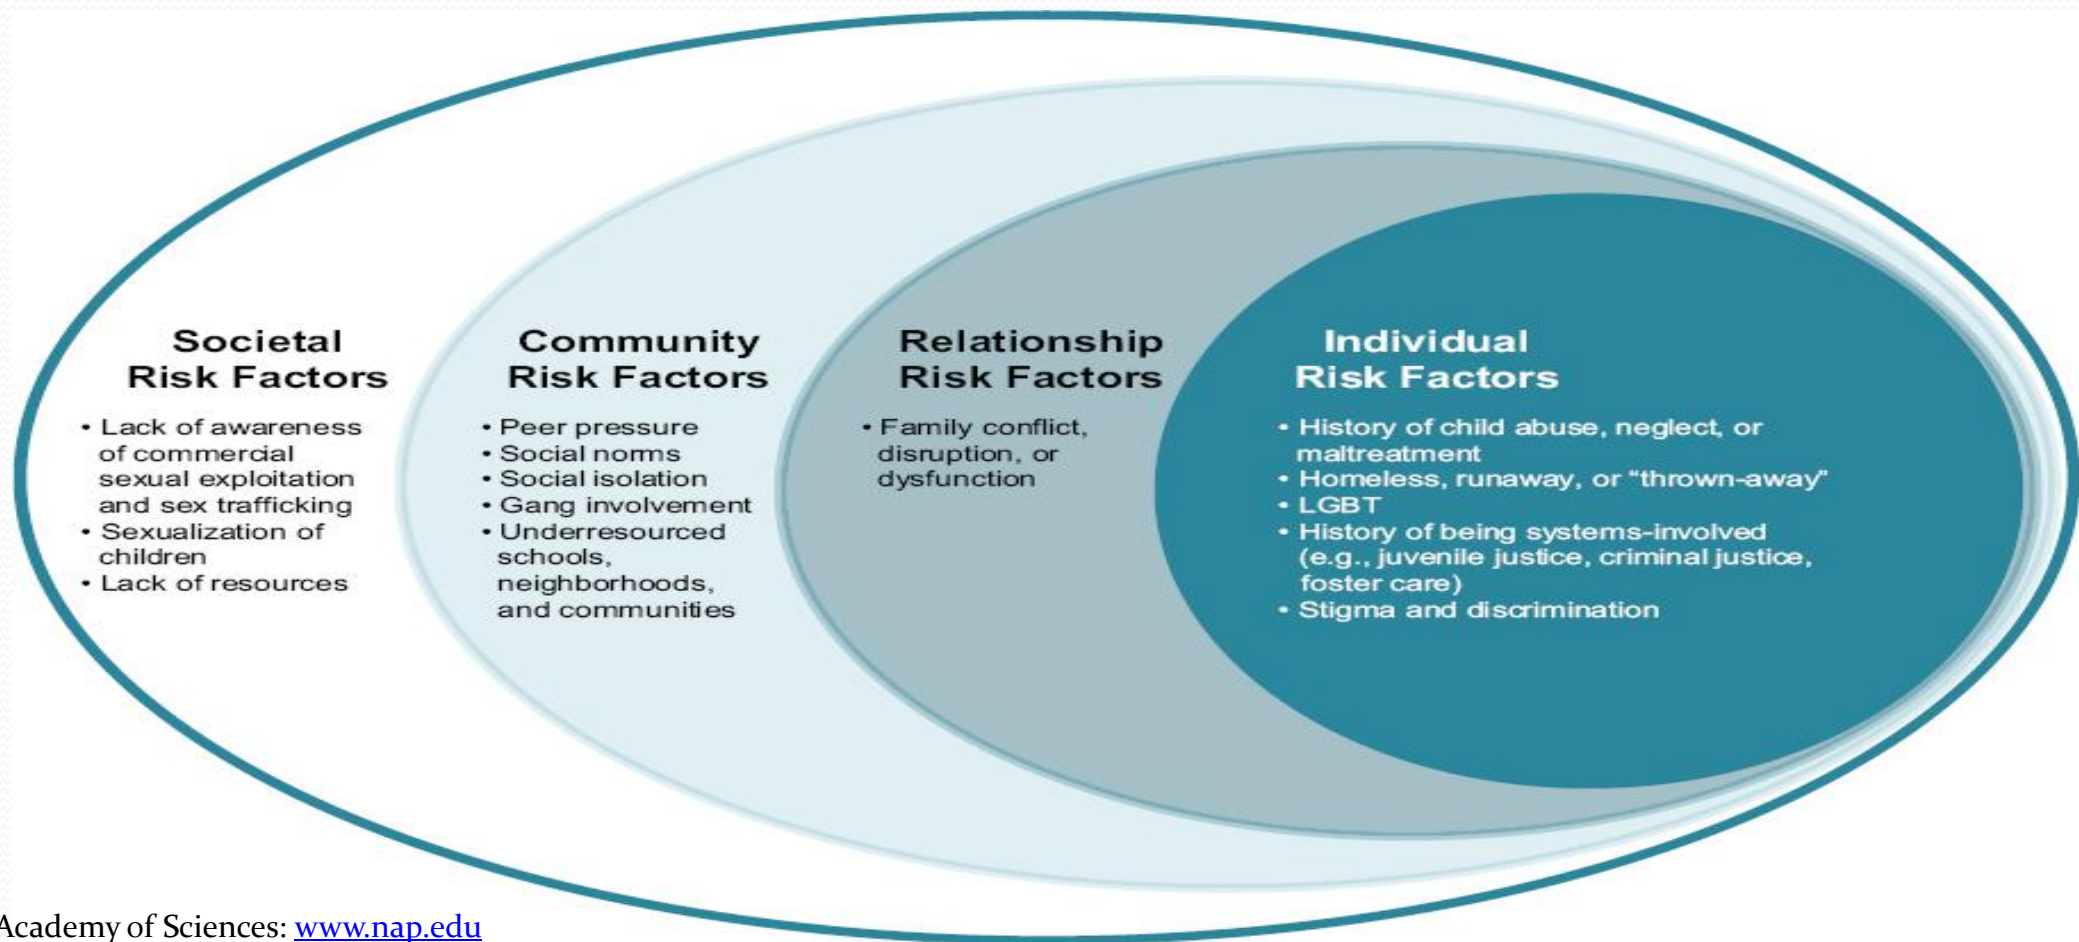 Societal
Risk Factors
• Lack of awareness
of commercial
sexual exploitation
and sex trafficking
• Sexualization of
children
• Lack of resources
Community
Risk Factors
• Peer pressure
• Social norms
• Social isolation
• Gang involvement
• Underresourced
schools,
neighborhoods,
and communities
Relationship
Risk Factors
• Family conflict,
disruption, or
dysfunction
Individual
Risk Factors
• History of child abuse, neglect, or
maltreatment
• Homeless, runaway, or “thrown-away”
• LGBT
• History of being systems-involved
(e.g., juvenile justice, criminal justice,
foster care)
• Stigma and discrimination
Academy of Sciences: www.nap.edu